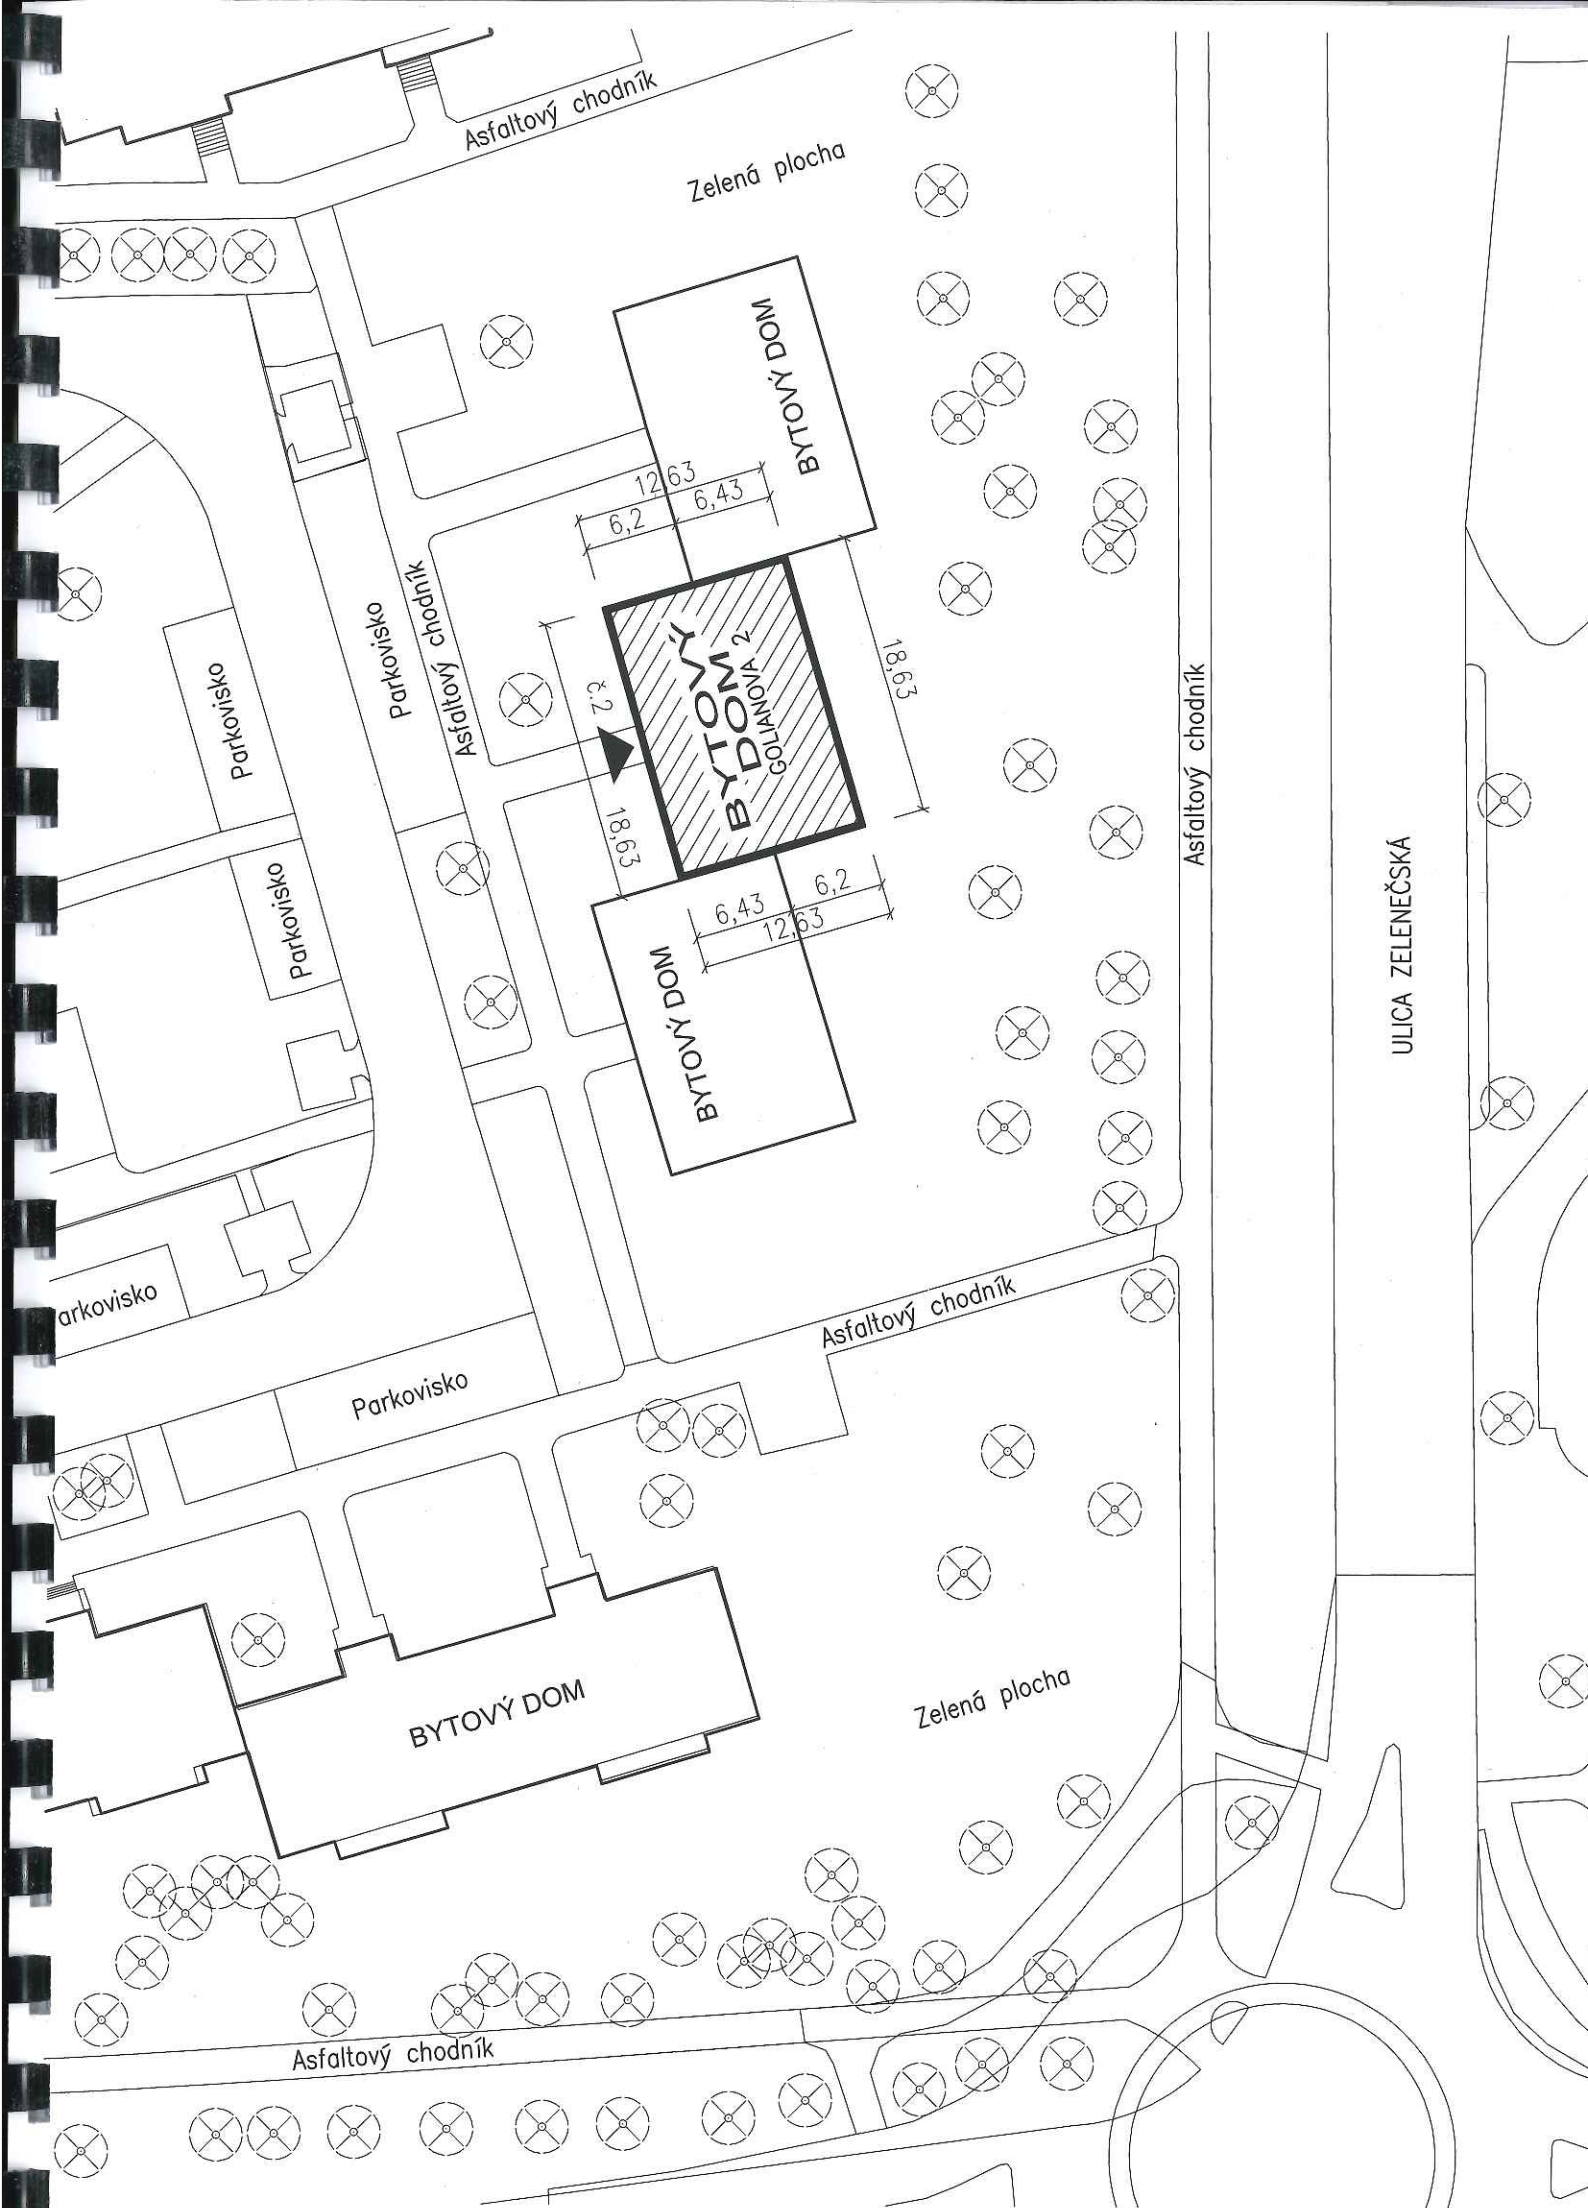 Asfaltový chodník
Zelená plocha
BYTOVÝ DOM
12,63
6,2
6,43
Parkovisko
Asfaltový chodník
Parkovisko
č.2
BYTOVÝ
DOM
GOLIANOVA 2
18,63
18,63
Asfaltový chodník
ULICA ZELENEČSKÁ
Parkovisko
6,43
6,2
12,63
BYTOVÝ DOM
arkovisko
Asfaltový chodník
Parkovisko
BYTOVÝ DOM
Zelená plocha
Asfaltový chodník